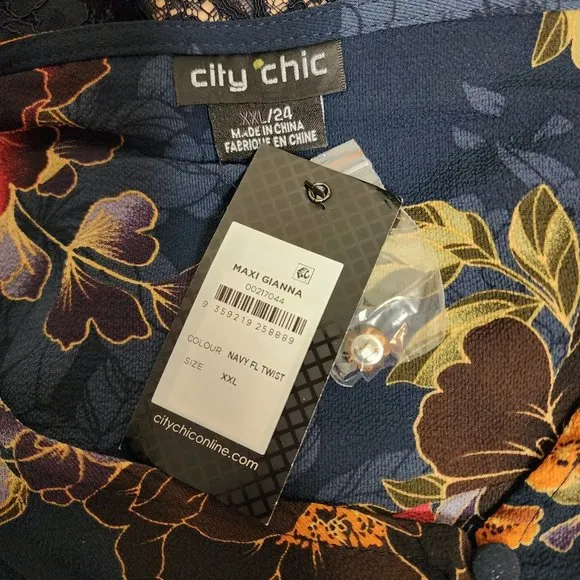 city chic
XXL/24
MADE IN CHINA
FABRIQUÉ EN CHINE
MAXI GIANNA
00217044
9 359219 258889
COLOUR NAVY FL TWIST
SIZE XXL
citychiconline.com